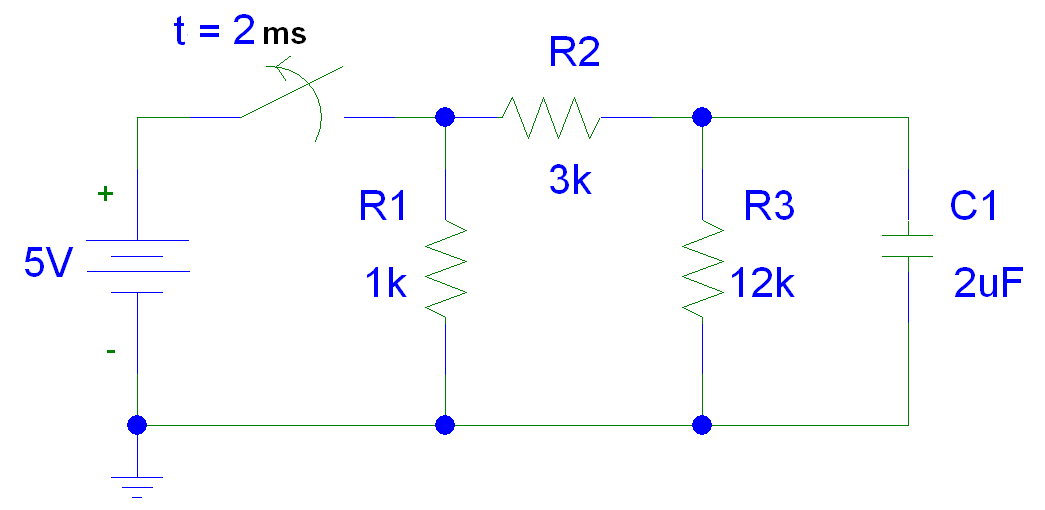 t = 2 ms
R2
3k
+
R1
R3
C1
5V
1k
12k
2uF
-